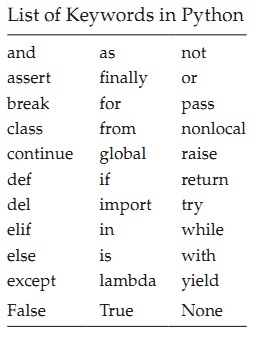 List of Keywords in Python
and as not
assert finally or
break for pass
class from nonlocal
continue global raise
def if return
del import try
elif in while
else is with
except lambda yield
False True None